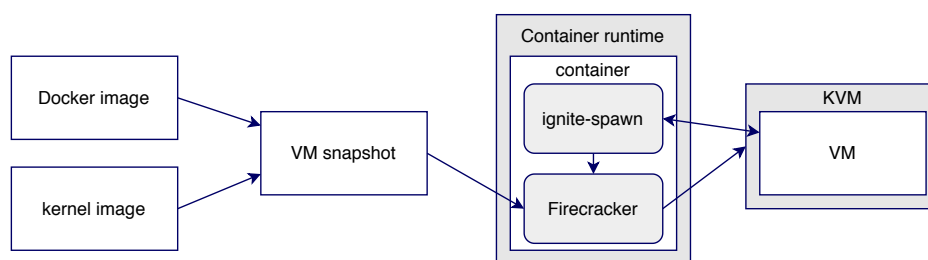 Docker image
kernel image
VM snapshot
Container runtime
container
ignite-spawn
Firecracker
KVM
VM